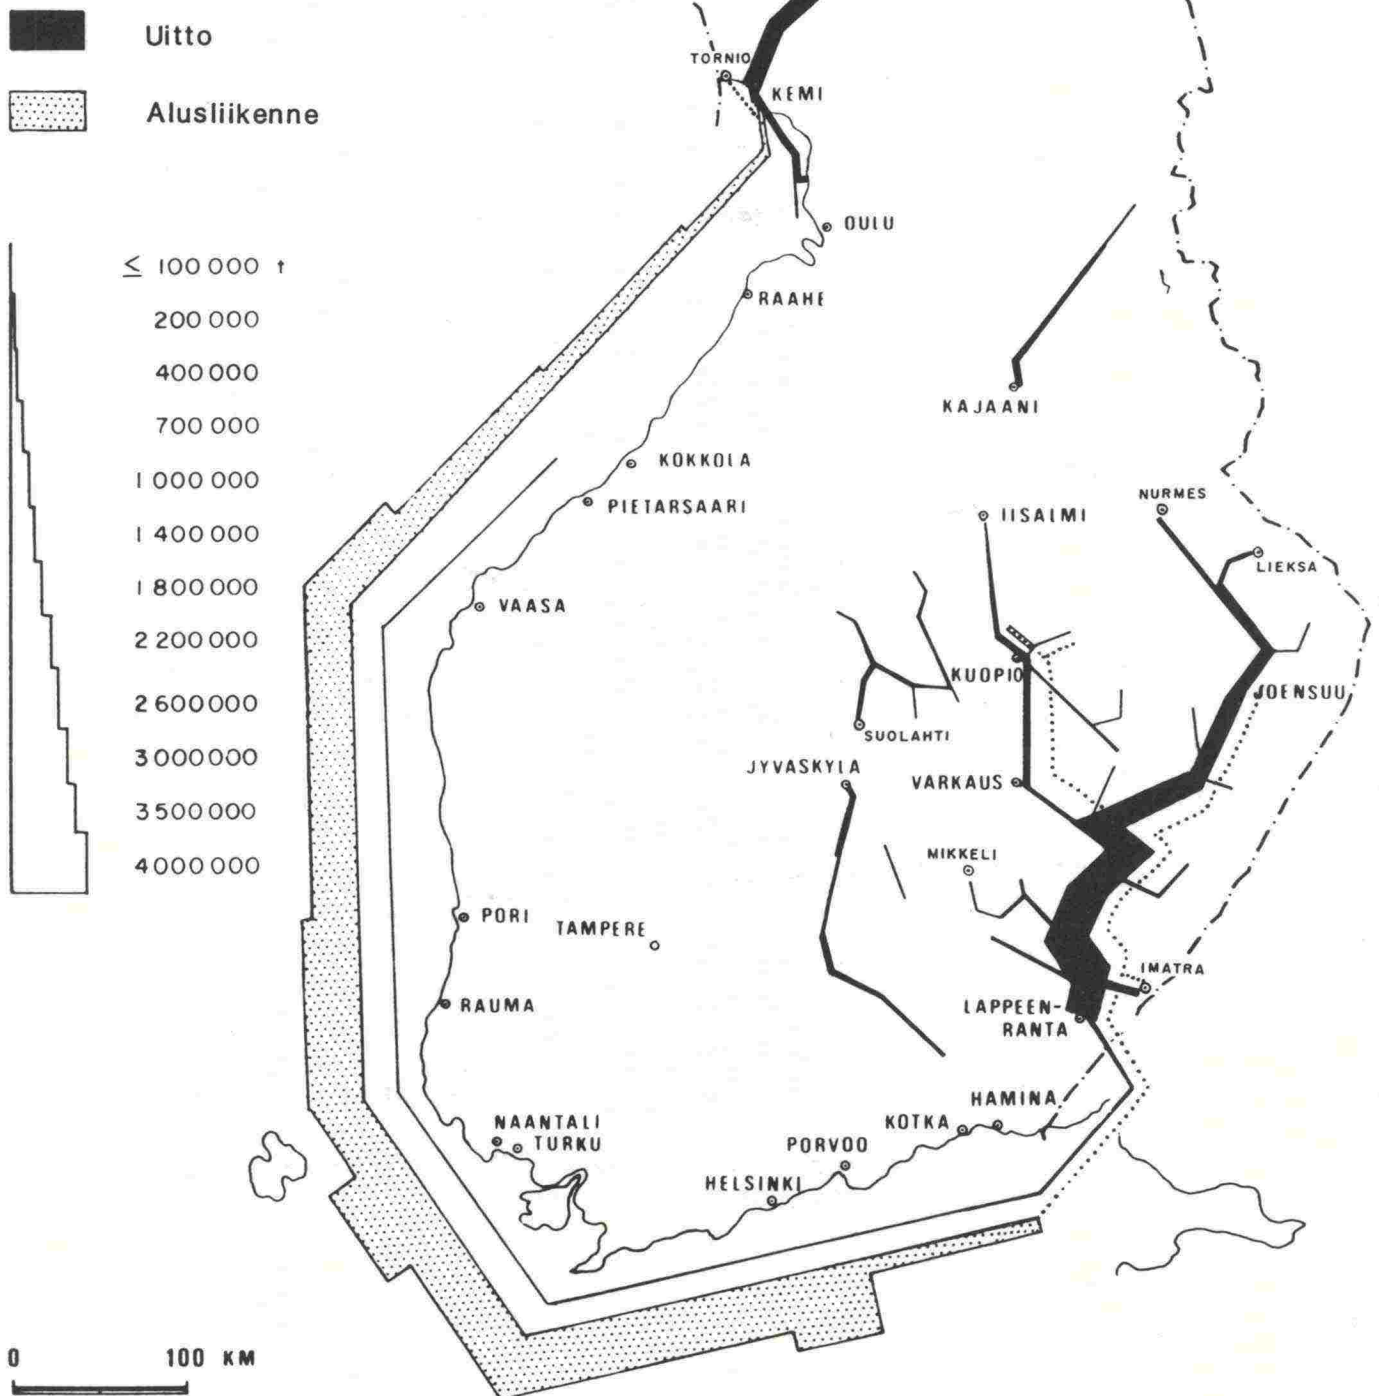 Uitto
Alusliikenne
≤ 100 000 t
200 000
400 000
700 000
1 000 000
1 400 000
1 800 000
2 200 000
2 600 000
3 000 000
3 500 000
4 000 000
TORNIO
KEMI
OULU
RAAHE
KAJAANI
KOKKOLA
PIETARSAARI
IISALMI
NURMES
LIEKSA
VAASA
KUOPIO
JOENSUU
SUOLAHTI
JYVASKYLA
VARKAUS
MIKKELI
PORI
TAMPERE
IMATRA
RAUMA
LAPPEEN-
RANTA
HAMINA
KOTKA
NAANTALI
TURKU
PORVOO
HELSINKI
0 100 KM